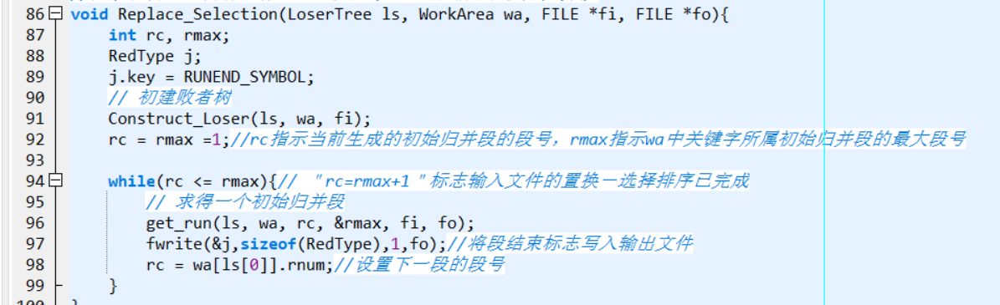 86 void Replace_Selection(LoserTree ls, WorkArea wa, FILE *fi, FILE *fo){
87 int rc, rmax;
88 RedType j;
89 j.key = RUNEND_SYMBOL;
90 // 初建败者树
91 Construct_Loser(ls, wa, fi);
92 rc = rmax =1;//rc指示当前生成的初始归并段的段号，rmax指示wa中关键字所属初始归并段的最大段号
93
94 while(rc <= rmax){// "rc=rmax+1"标志输入文件的置换一选择排序已完成
95 // 求得一个初始归并段
96 get_run(ls, wa, rc, &rmax, fi, fo);
97 fwrite(&j,sizeof(RedType),1,fo);//将段结束标志写入输出文件
98 rc = wa[ls[0]].rnum;//设置下一段的段号
99 }